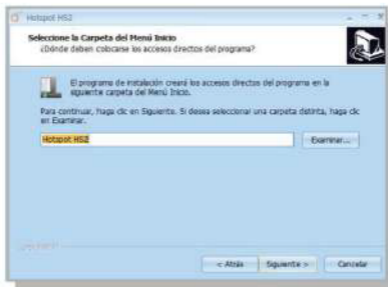 Hotspot HS2
Seleccione la Carpeta del Menú Inicio
¿Dónde deben colocarse los accesos directos del programa?
El programa de instalación creará los accesos directos del programa en la
siguiente carpeta del Menú Inicio.
Para continuar, haga clic en Siguiente. Si desea seleccionar una carpeta distinta, haga clic
en Examinar.
Hotspot HS2
Examinar...
< Atrás
Siguiente >
Cancelar